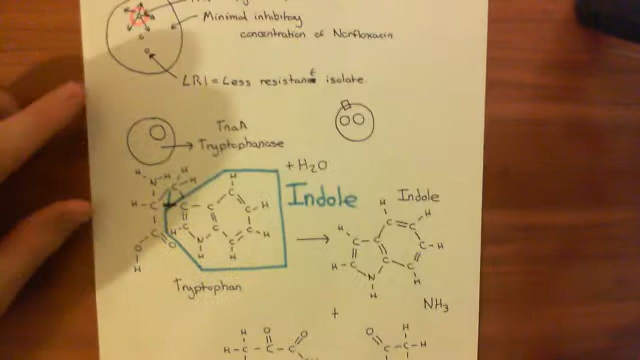 Minimal inhibitory
concentration of Norfloxacin
LRI = Less resistant isolate.
TnaA
Tryptophanase
+ H2O
Indole
Indole
Tryptophan
NH3
+